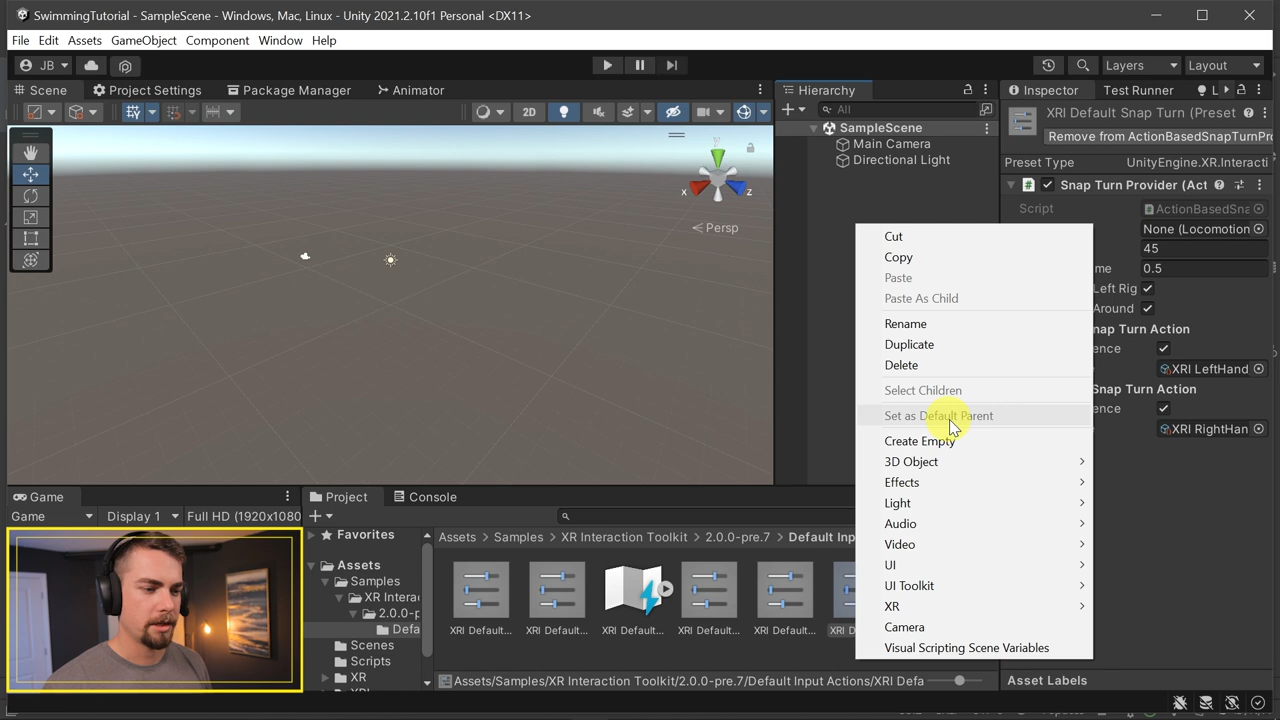 SwimmingTutorial - SampleScene - Windows, Mac, Linux - Unity 2021.2.10f1 Personal <DX11>
File Edit Assets GameObject Component Window Help
JB Layers Layout
Scene Project Settings Package Manager Animator
2D
Persp
x y z
Hierarchy
All
SampleScene
Main Camera
Directional Light
Inspector Test Runner L
XRI Default Snap Turn (Preset
Remove from ActionBasedSnapTurnPro
Preset Type UnityEngine.XR.Interacti
Snap Turn Provider (Act
Script ActionBasedSna
None (Locomotion
45
me 0.5
Left Rig
Around
nap Turn Action
ence
XRI LeftHand
Snap Turn Action
ence
XRI RightHan
Asset Labels
Cut
Copy
Paste
Paste As Child
Rename
Duplicate
Delete
Select Children
Set as Default Parent
Create Empty
3D Object
Effects
Light
Audio
Video
UI
UI Toolkit
XR
Camera
Visual Scripting Scene Variables
Game
Game Display 1 Full HD (1920x1080
Project Console
Favorites
Assets
Samples
XR Interac
2.0.0-p
Defa
Scenes
Scripts
XR
Assets > Samples > XR Interaction Toolkit > 2.0.0-pre.7 > Default Inp
XRI Default... XRI Default... XRI Default... XRI Default... XRI Default... XRI D
Assets/Samples/XR Interaction Toolkit/2.0.0-pre.7/Default Input Actions/XRI Defa